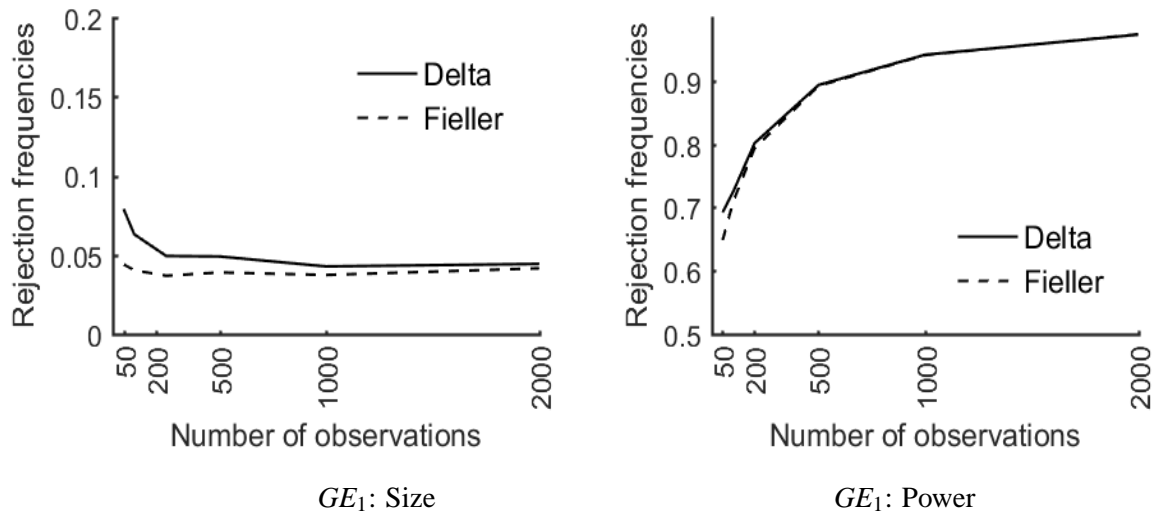 Rejection frequencies
0.2
0.15
0.1
0.05
0
Delta
Fieller
50
200
500
1000
2000
Number of observations
GE1: Size
Rejection frequencies
0.9
0.8
0.7
0.6
0.5
Delta
Fieller
50
200
500
1000
2000
Number of observations
GE1: Power